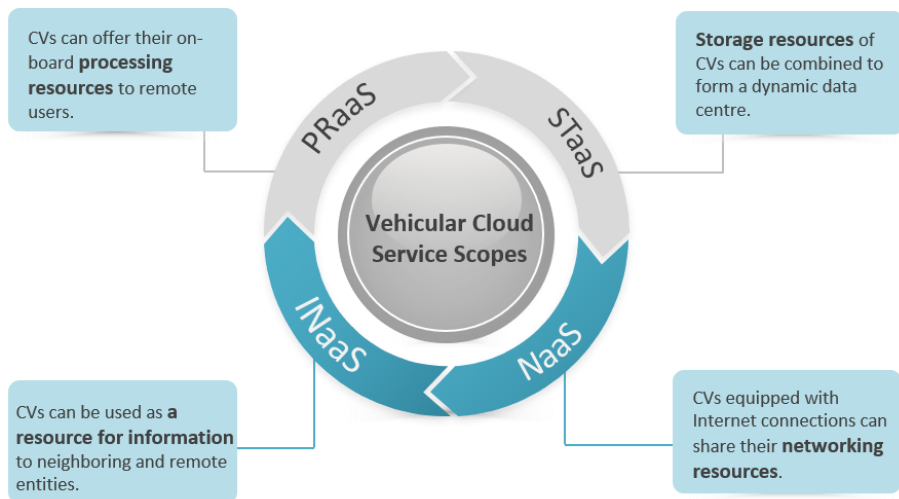 CVs can offer their on-
board processing
resources to remote
users.
Storage resources of
CVs can be combined to
form a dynamic data
centre.
PRaaS
STaaS
Vehicular Cloud
Service Scopes
INaaS
NaaS
CVs can be used as a
resource for information
to neighboring and remote
entities.
CVs equipped with
Internet connections can
share their networking
resources.